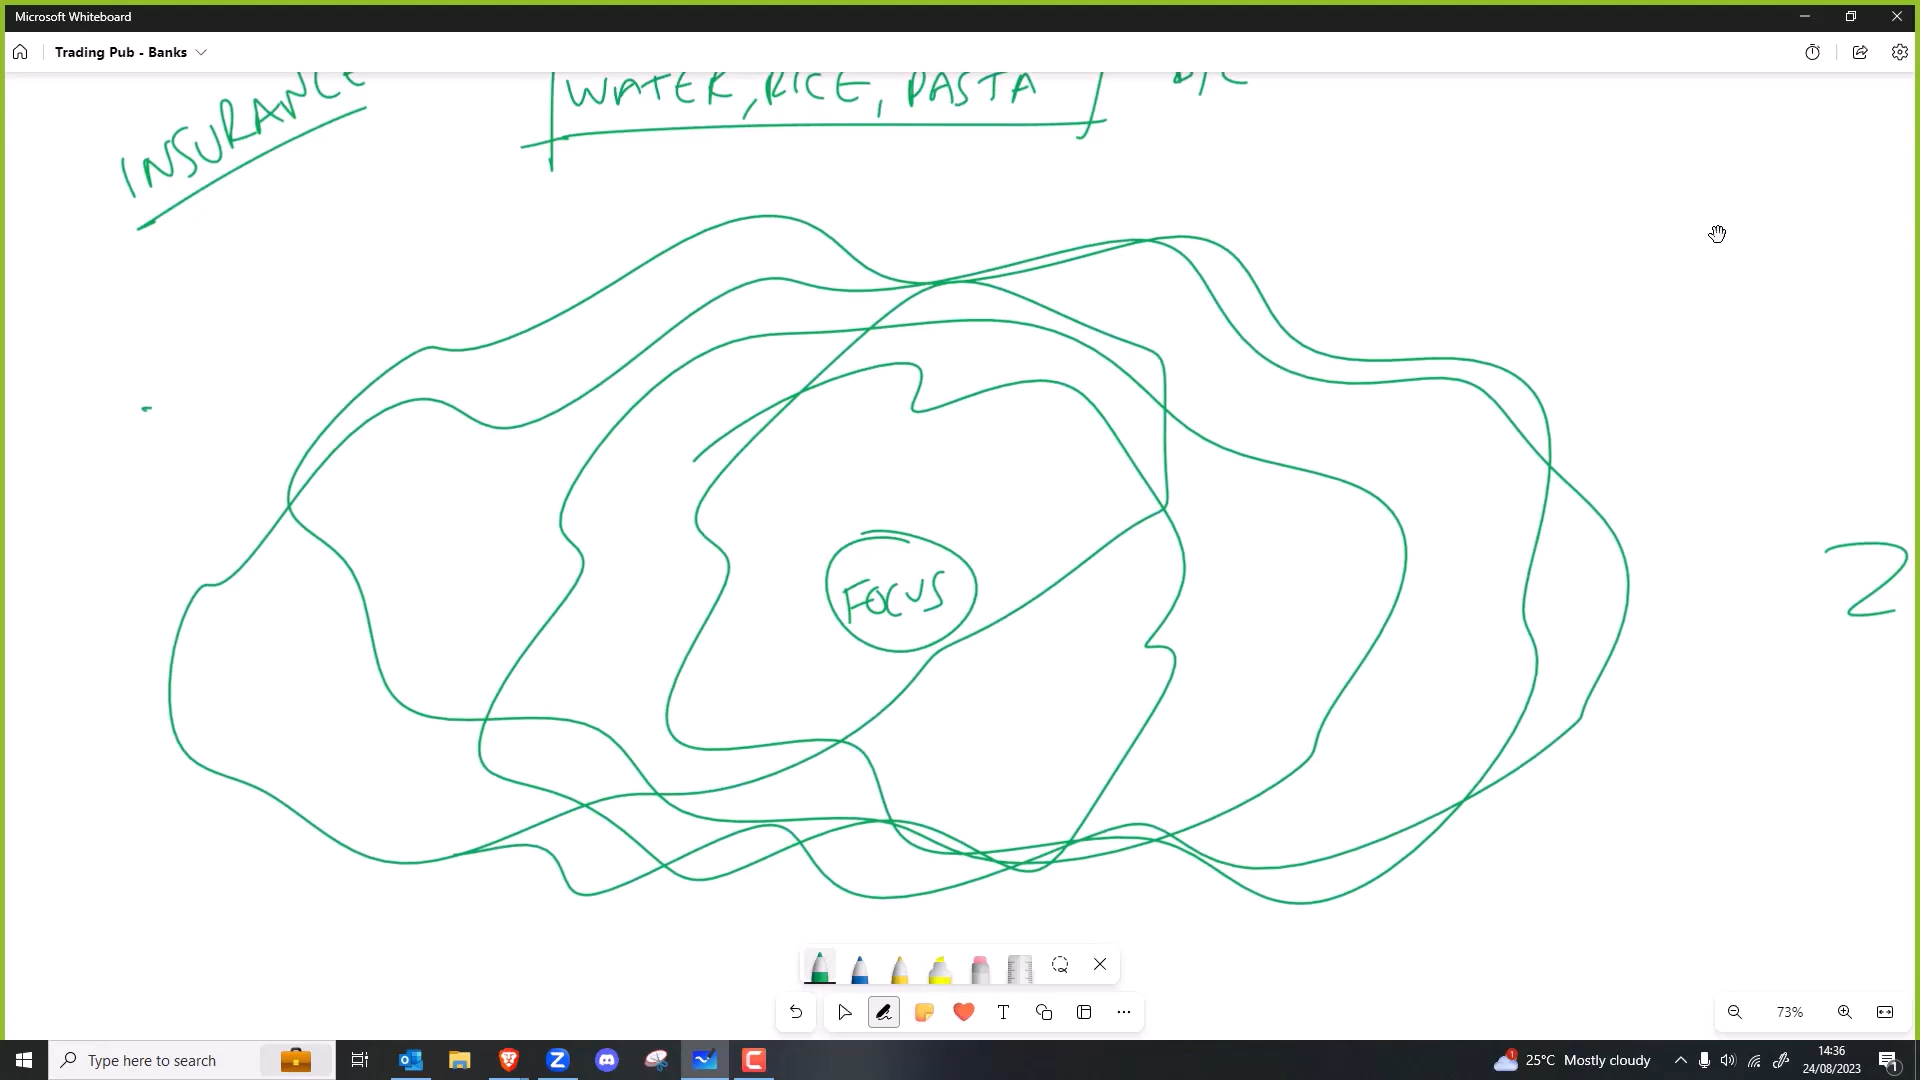 Microsoft Whiteboard
Trading Pub - Banks
INSURANCE
WATER, RICE, PASTA
FOCUS
2
73%
Type here to search
25°C Mostly cloudy
14:36
24/08/2023